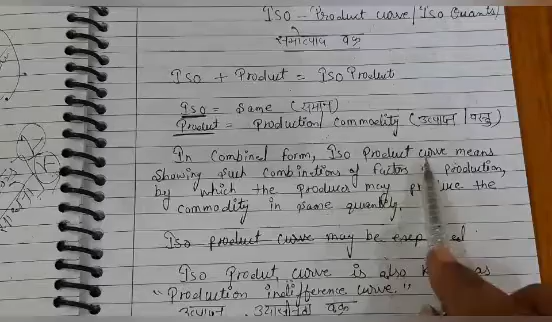 Iso - Product curve / Iso Quants
समोत्पाद वक्र
Iso + Product = Iso Product
Iso = Same (समान)
Product = Production/commodity (उत्पादन / वस्तु)
In Combined form, Iso product curve means
showing such combinations of factors production,
by which the producer may the
commodity in same quantity.
Iso product curve may be
Iso Product curve is also as
"Production indifference curve."
उत्पादन वक्र